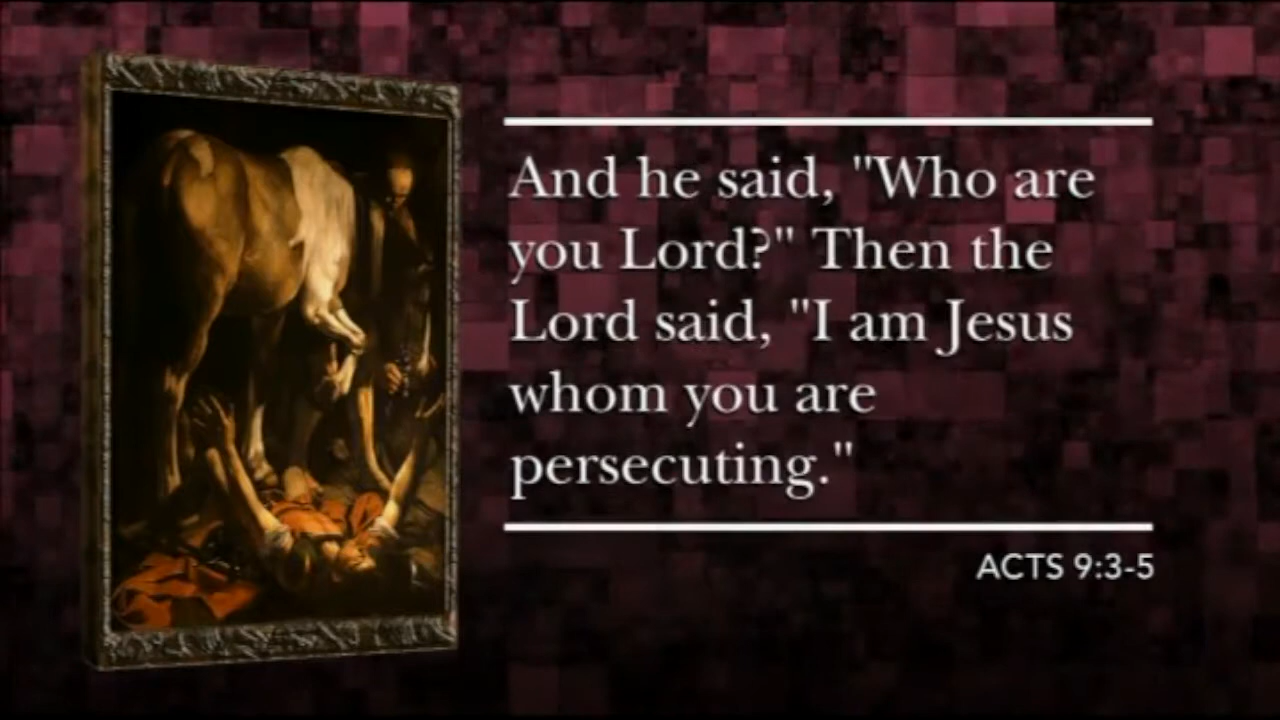 And he said, "Who are
you Lord?" Then the
Lord said, "I am Jesus
whom you are
persecuting."
ACTS 9:3-5